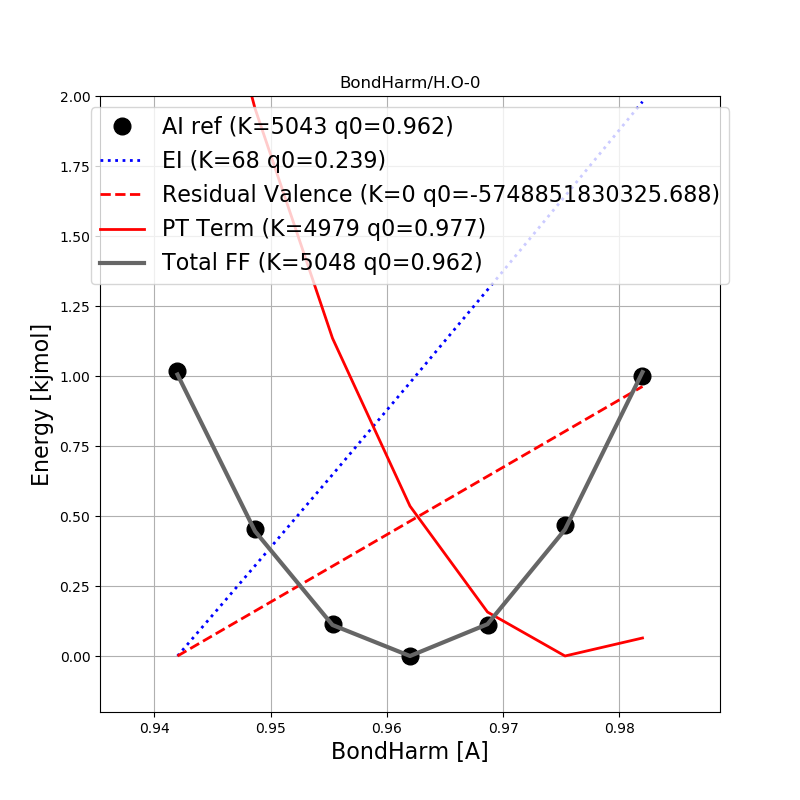 BondHarm/H.O-0
2.00
1.75
1.50
1.25
1.00
0.75
0.50
0.25
0.00
Energy [kjmol]
AI ref (K=5043 q0=0.962)
EI (K=68 q0=0.239)
Residual Valence (K=0 q0=-5748851830325.688)
PT Term (K=4979 q0=0.977)
Total FF (K=5048 q0=0.962)
0.94 0.95 0.96 0.97 0.98
BondHarm [A]